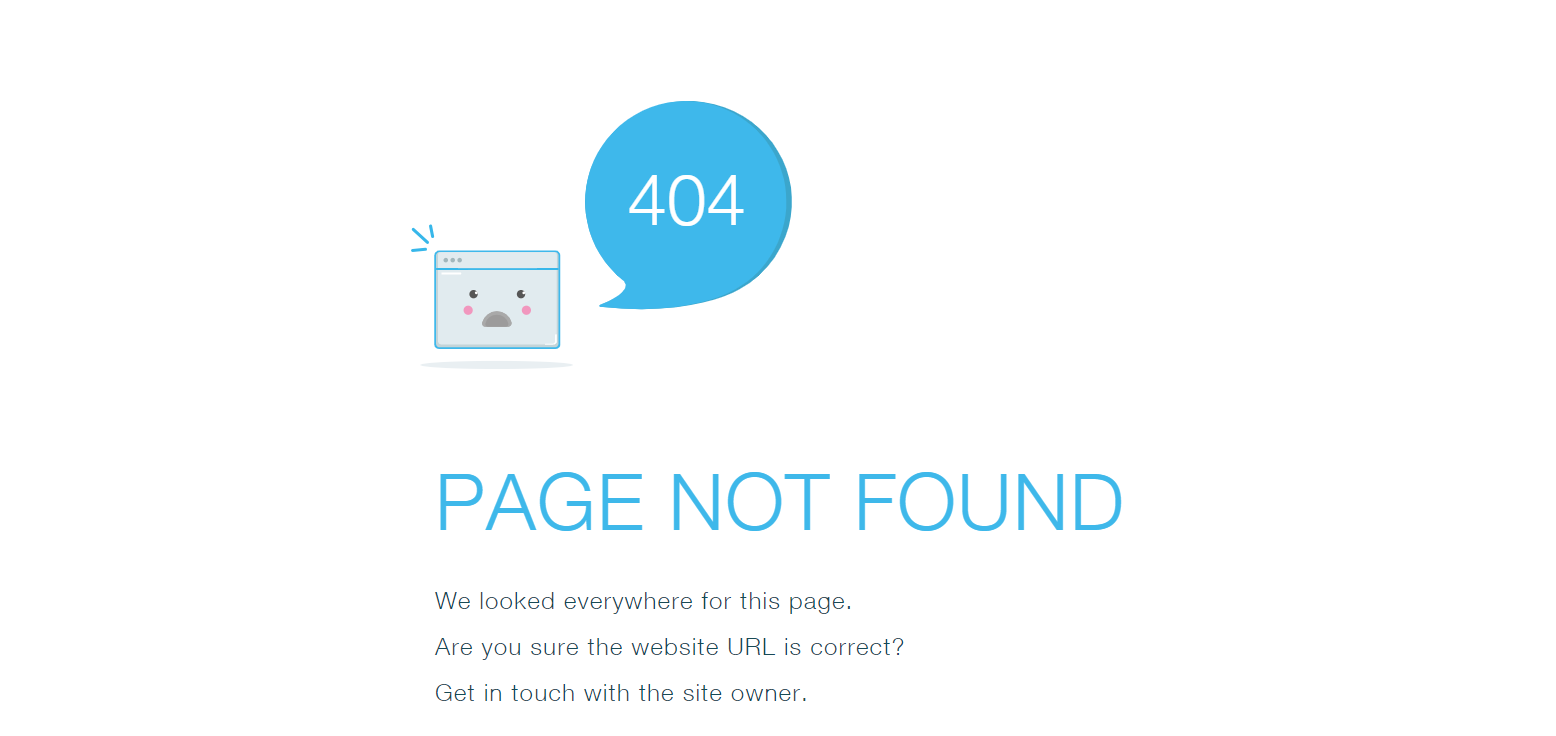 404
PAGE NOT FOUND
We looked everywhere for this page.
Are you sure the website URL is correct?
Get in touch with the site owner.